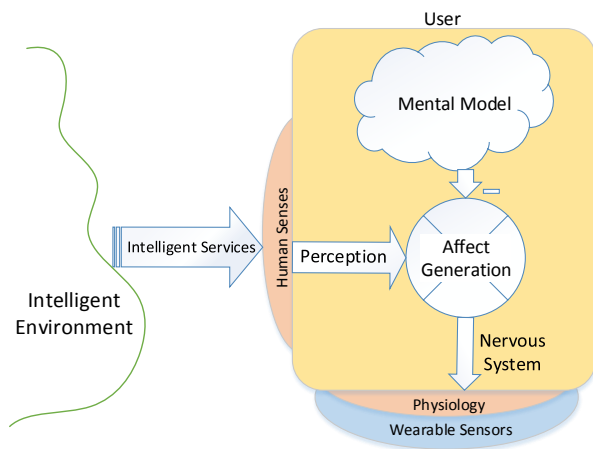 User
Mental Model
Intelligent Services
Human Senses
Perception
Affect
Generation
Intelligent
Environment
Nervous
System
Physiology
Wearable Sensors